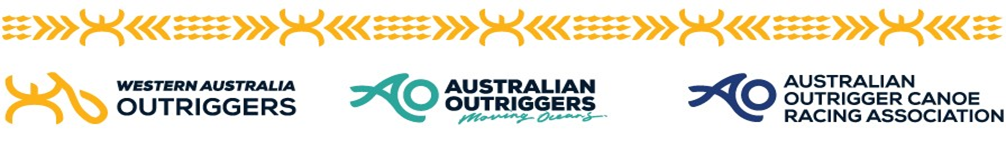 WESTERN AUSTRALIA
OUTRIGGERS
AUSTRALIAN
OUTRIGGERS
Moving Oceans
AUSTRALIAN
OUTRIGGER CANOE
RACING ASSOCIATION